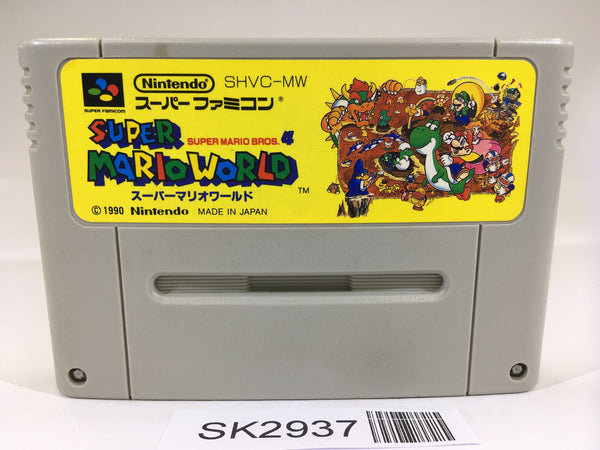 Nintendo SHVC-MW
スーパーファミコン®
SUPER FAMICOM
SUPER MARIO BROS. 4
SUPER
MARIO WORLD
TM
スーパーマリオワールド
© 1990 Nintendo MADE IN JAPAN
SK2937